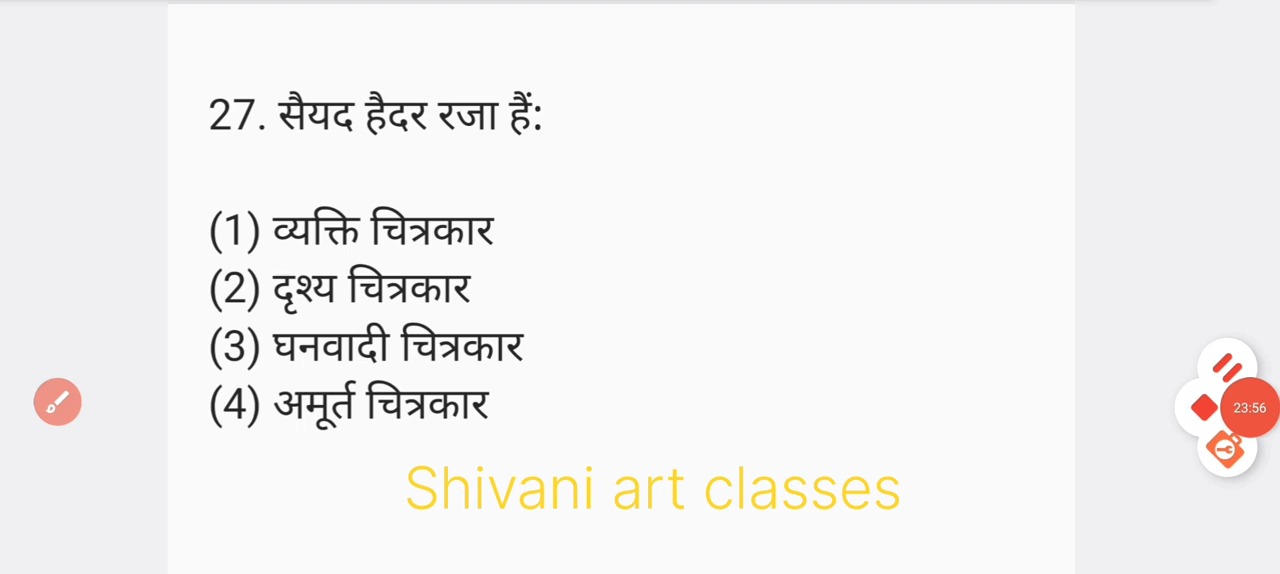 27. सैयद हैदर रजा हैं:
(1) व्यक्ति चित्रकार
(2) दृश्य चित्रकार
(3) घनवादी चित्रकार
(4) अमूर्त चित्रकार
Shivani art classes
23:56